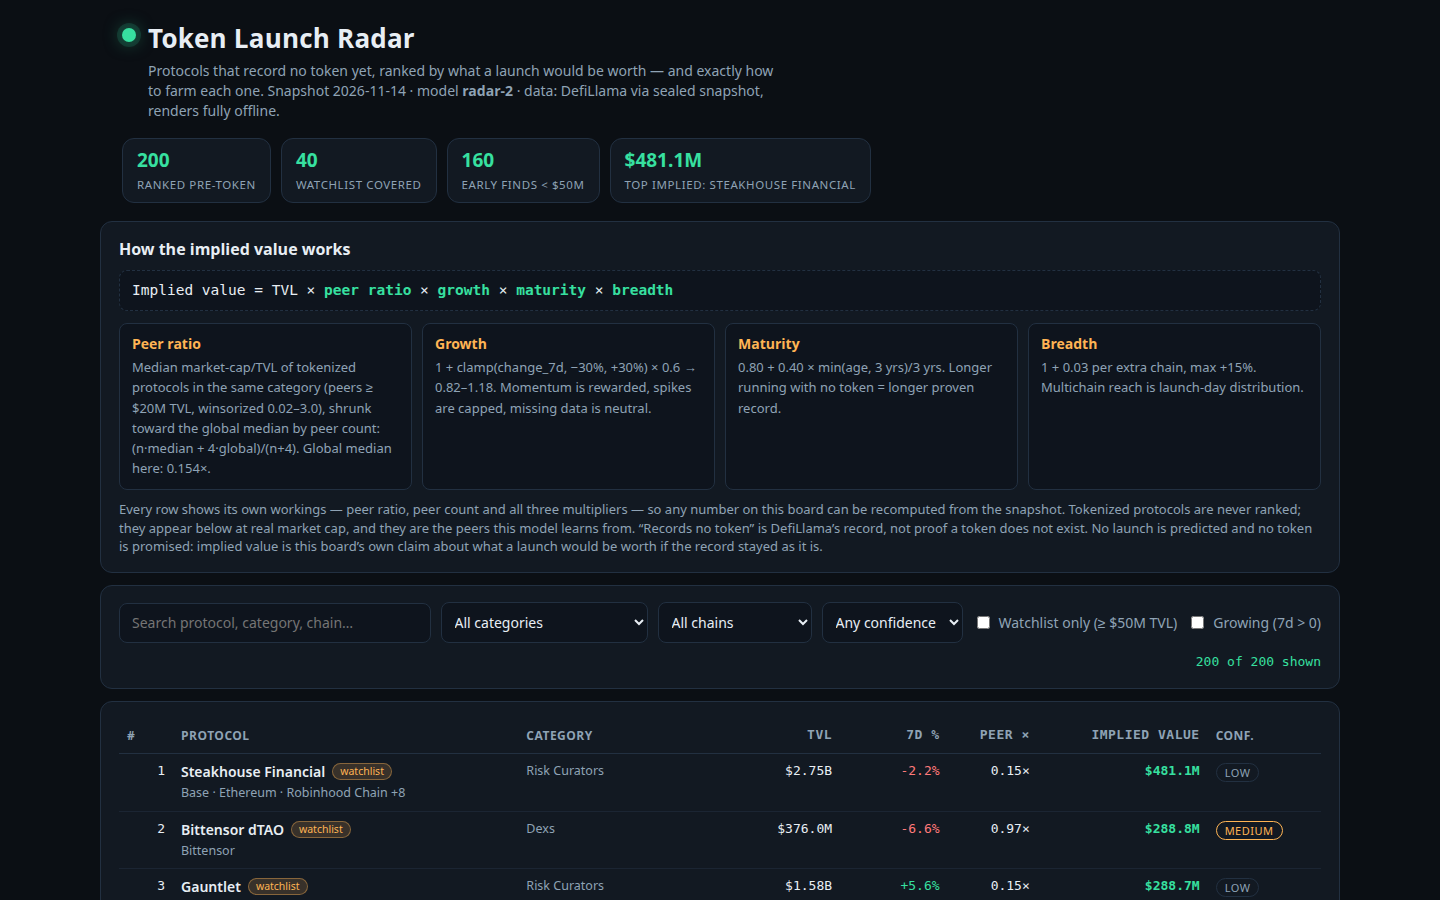 Token Launch Radar
Protocols that record no token yet, ranked by what a launch would be worth — and exactly how
to farm each one. Snapshot 2026-11-14 · model radar-2 · data: DefiLlama via sealed snapshot,
renders fully offline.
200
RANKED PRE-TOKEN
40
WATCHLIST COVERED
160
EARLY FINDS < $50M
$481.1M
TOP IMPLIED: STEAKHOUSE FINANCIAL
How the implied value works
Implied value = TVL × peer ratio × growth × maturity × breadth
Peer ratio
Median market-cap/TVL of tokenized
protocols in the same category (peers ≥
$20M TVL, winsorized 0.02–3.0), shrunk
toward the global median by peer count:
(n·median + 4·global)/(n+4). Global median
here: 0.154×.
Growth
1 + clamp(change_7d, −30%, +30%) × 0.6 →
0.82–1.18. Momentum is rewarded, spikes
are capped, missing data is neutral.
Maturity
0.80 + 0.40 × min(age, 3 yrs)/3 yrs. Longer
running with no token = longer proven
record.
Breadth
1 + 0.03 per extra chain, max +15%.
Multichain reach is launch-day distribution.
Every row shows its own workings — peer ratio, peer count and all three multipliers — so any number on this board can be recomputed from the snapshot. Tokenized protocols are never ranked;
they appear below at real market cap, and they are the peers this model learns from. “Records no token” is DefiLlama’s record, not proof a token does not exist. No launch is predicted and no token
is promised: implied value is this board’s own claim about what a launch would be worth if the record stayed as it is.
Search protocol, category, chain… All categories All chains Any confidence Watchlist only (≥ $50M TVL) Growing (7d > 0)
200 of 200 shown
# PROTOCOL CATEGORY TVL 7D % PEER × IMPLIED VALUE CONF.
1 Steakhouse Financial watchlist Risk Curators $2.75B -2.2% 0.15× $481.1M LOW
Base · Ethereum · Robinhood Chain +8
2 Bittensor dTAO watchlist Dexs $376.0M -6.6% 0.97× $288.8M MEDIUM
Bittensor
3 Gauntlet watchlist Risk Curators $1.58B +5.6% 0.15× $288.7M LOW